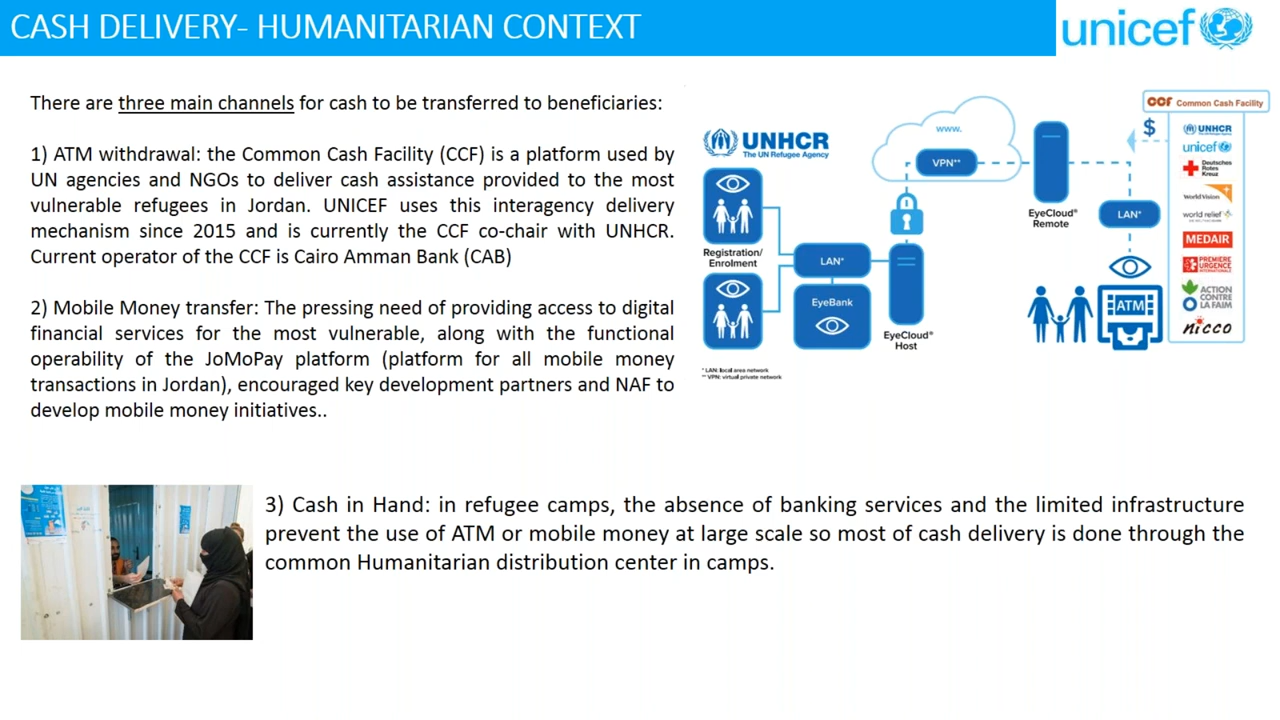 CASH DELIVERY- HUMANITARIAN CONTEXT
unicef
There are three main channels for cash to be transferred to beneficiaries:
1) ATM withdrawal: the Common Cash Facility (CCF) is a platform used by
UN agencies and NGOs to deliver cash assistance provided to the most
vulnerable refugees in Jordan. UNICEF uses this interagency delivery
mechanism since 2015 and is currently the CCF co-chair with UNHCR.
Current operator of the CCF is Cairo Amman Bank (CAB)
2) Mobile Money transfer: The pressing need of providing access to digital
financial services for the most vulnerable, along with the functional
operability of the JoMoPay platform (platform for all mobile money
transactions in Jordan), encouraged key development partners and NAF to
develop mobile money initiatives..
UNHCR
The UN Refugee Agency
Registration/
Enrolment
LAN*
EyeBank
EyeCloud®
Host
www.
VPN**
EyeCloud®
Remote
$
LAN*
ATM
CCF Common Cash Facility
UNHCR
unicef
Deutsches
Rotes
Kreuz
World Vision
world relief
MEDAIR
PREMIERE
URGENCE
INTERNATIONALE
ACTION
CONTRE
LA FAIM
nicco
* LAN: local area network
** VPN: virtual private network
3) Cash in Hand: in refugee camps, the absence of banking services and the limited infrastructure
prevent the use of ATM or mobile money at large scale so most of cash delivery is done through the
common Humanitarian distribution center in camps.